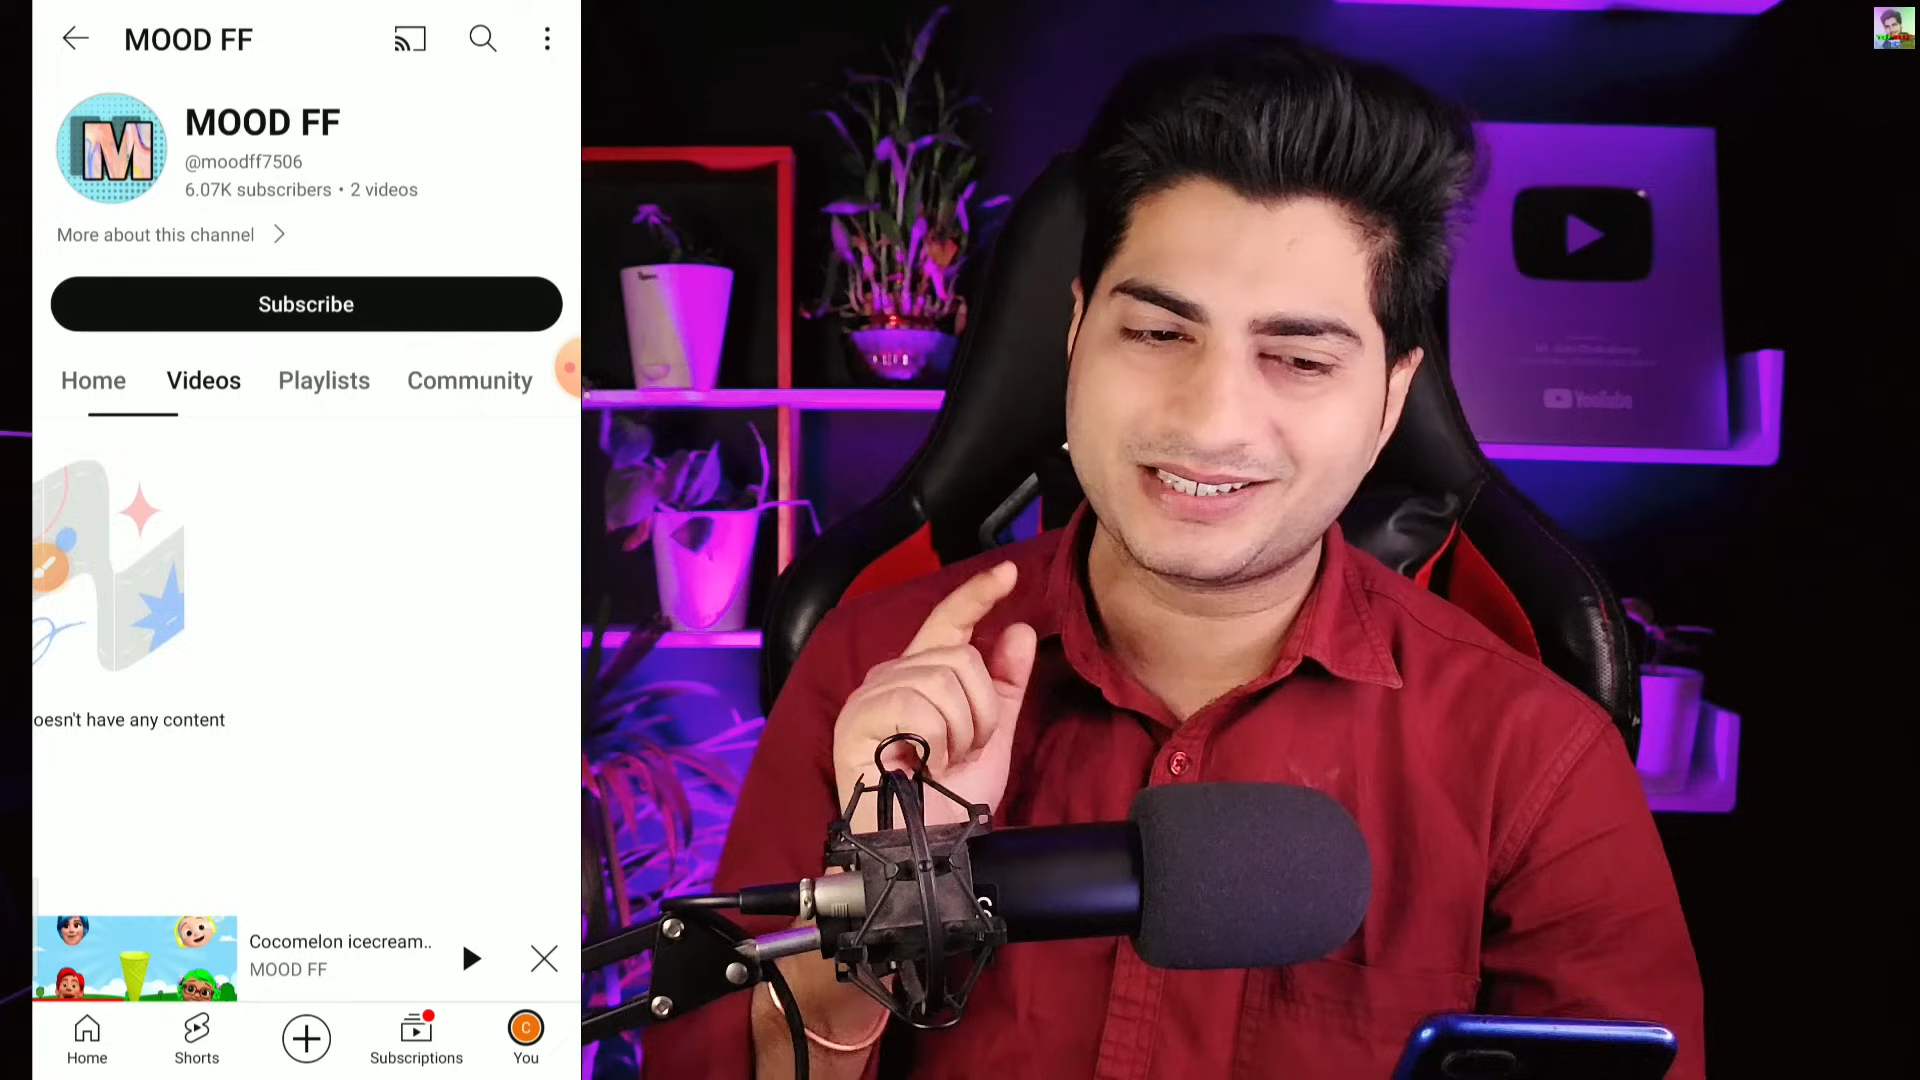 MOOD FF
M
MOOD FF
@moodff7506
6.07K subscribers • 2 videos
More about this channel
Subscribe
Home Videos Playlists Community
oesn't have any content
Cocomelon icecream..
MOOD FF
Home Shorts Subscriptions C You
YouTube
S